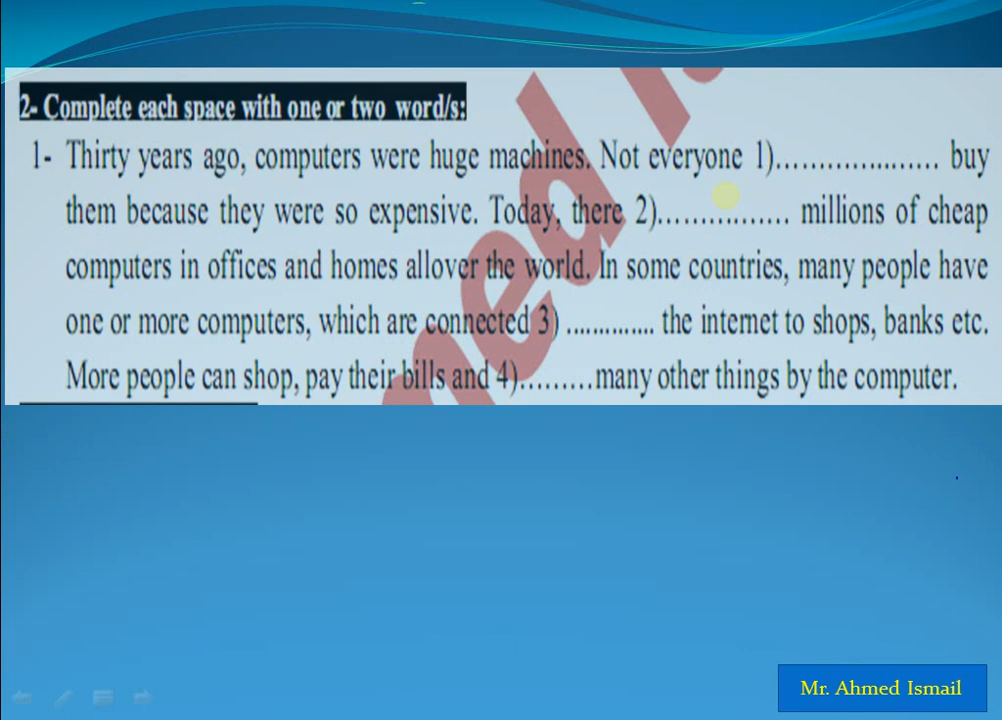 2- Complete each space with one or two word/s:
1- Thirty years ago, computers were huge machines. Not everyone 1)………………… buy
them because they were so expensive. Today, there 2)……………… millions of cheap
computers in offices and homes allover the world. In some countries, many people have
one or more computers, which are connected 3) .............. the internet to shops, banks etc.
More people can shop, pay their bills and 4)………many other things by the computer.
Mr. Ahmed Ismail